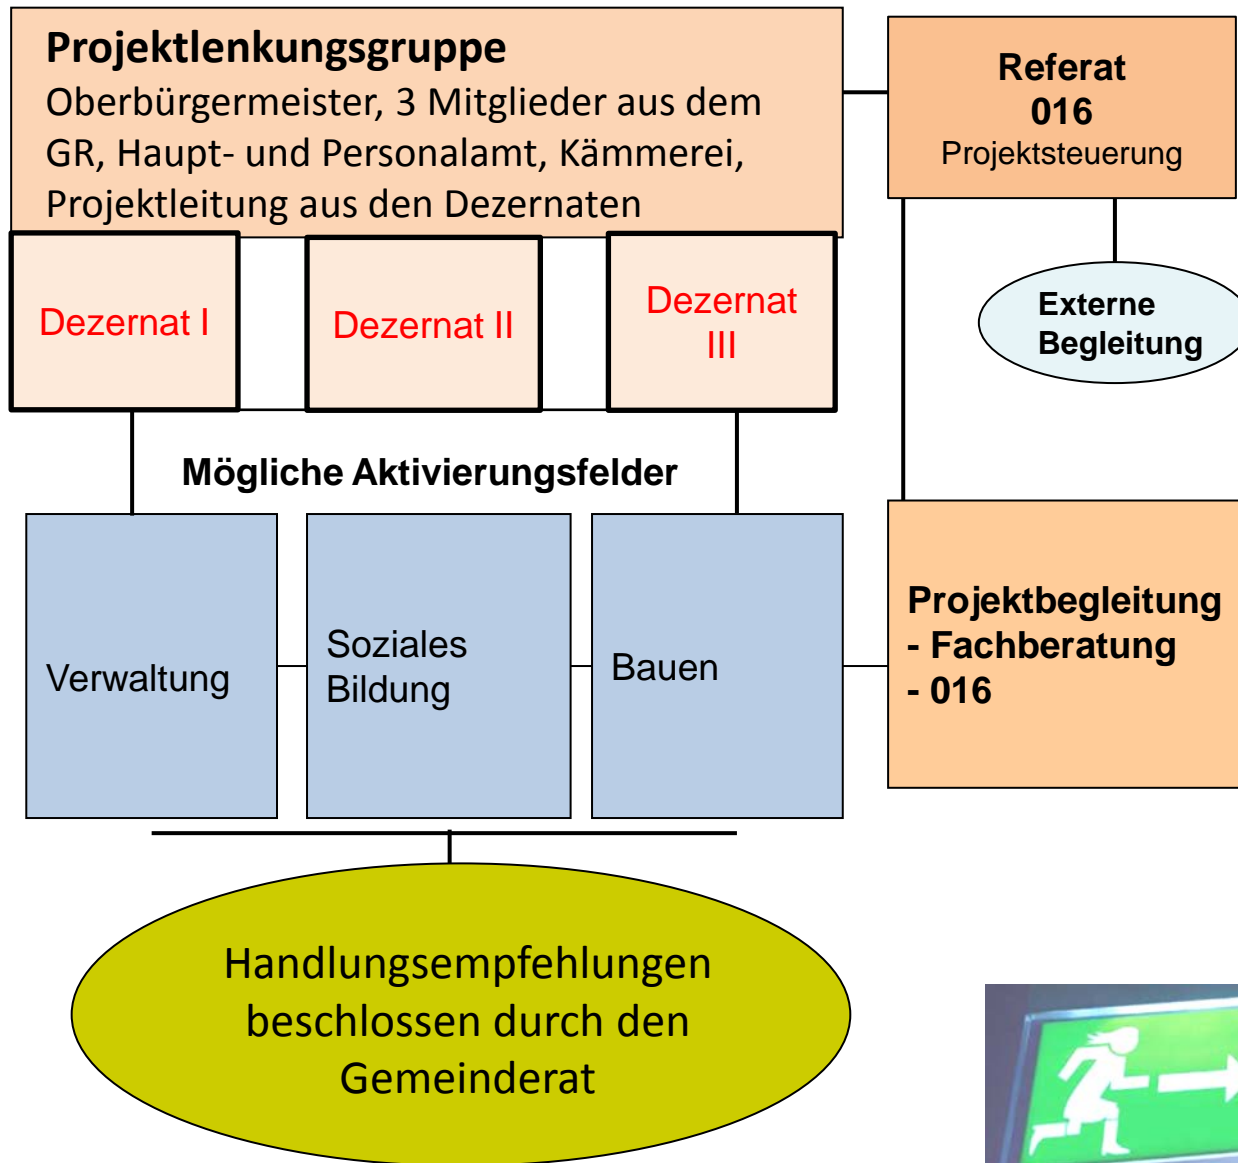 Projektlenkungsgruppe
Oberbürgermeister, 3 Mitglieder aus dem
GR, Haupt- und Personalamt, Kämmerei,
Projektleitung aus den Dezernaten
Referat
016
Projektsteuerung
Dezernat I
Dezernat II
Dezernat
III
Externe
Begleitung
Mögliche Aktivierungsfelder
Verwaltung
Soziales
Bildung
Bauen
Projektbegleitung
- Fachberatung
- 016
Handlungsempfehlungen
beschlossen durch den
Gemeinderat